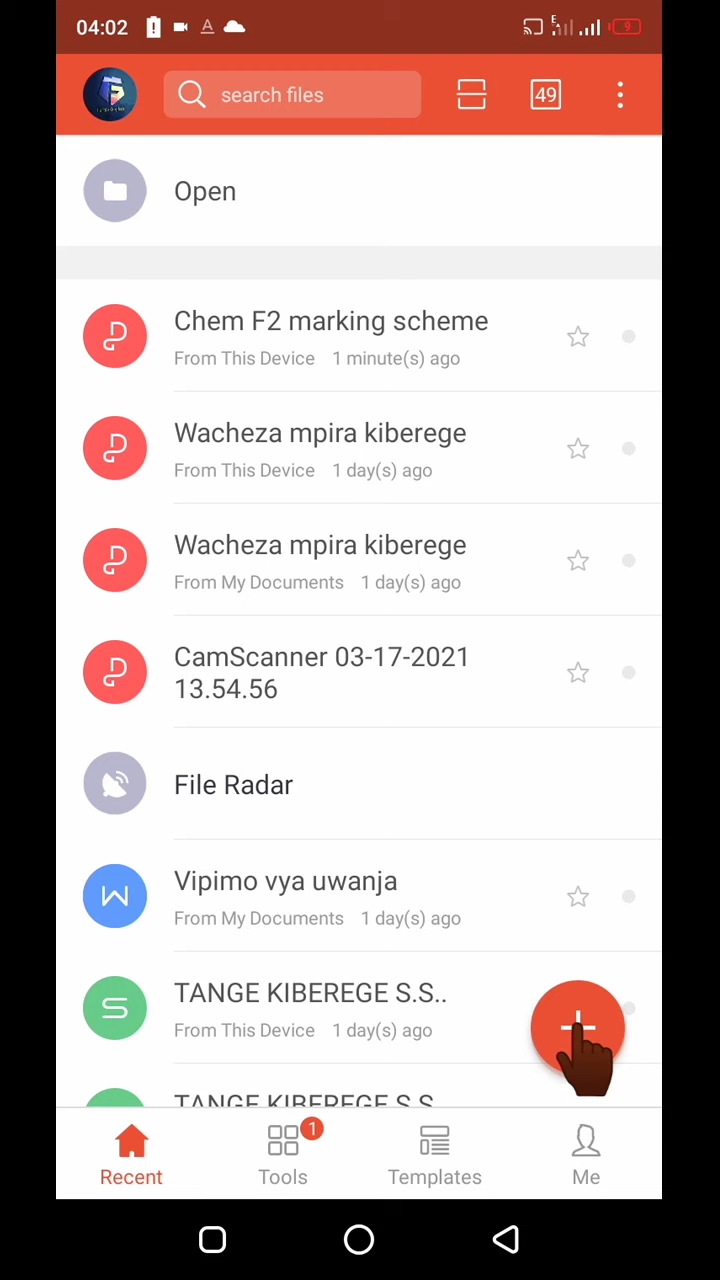 04:02
A
E
9
search files
49
Open
Chem F2 marking scheme
From This Device 1 minute(s) ago
Wacheza mpira kiberege
From This Device 1 day(s) ago
Wacheza mpira kiberege
From My Documents 1 day(s) ago
CamScanner 03-17-2021
13.54.56
File Radar
Vipimo vya uwanja
From My Documents 1 day(s) ago
TANGE KIBEREGE S.S..
From This Device 1 day(s) ago
TANGE KIBEREGE S.S
1
Recent
Tools
Templates
Me